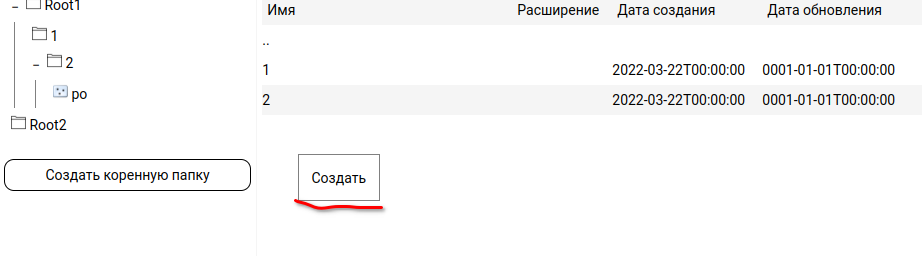 Root1
1
2
po
Root2
Создать коренную папку
Имя Расширение Дата создания Дата обновления
..
1 2022-03-22T00:00:00 0001-01-01T00:00:00
2 2022-03-22T00:00:00 0001-01-01T00:00:00
Создать